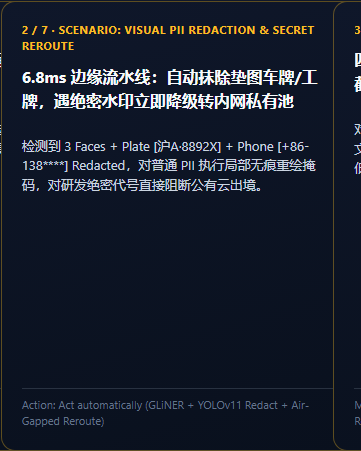 2 / 7 · SCENARIO: VISUAL PII REDACTION & SECRET
REROUTE
6.8ms 边缘流水线：自动抹除垫图车牌/工
牌，遇绝密水印立即降级转内网私有池
检测到 3 Faces + Plate [沪A·8892X] + Phone [+86-
138****] Redacted，对普通 PII 执行局部无痕重绘掩
码，对研发绝密代号直接阻断公有云出境。
Action: Act automatically (GLiNER + YOLOv11 Redact + Air-
Gapped Reroute)